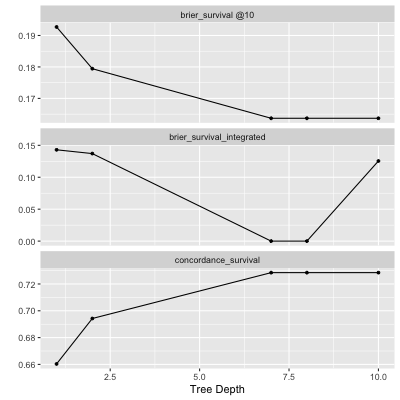 brier_survival @10
0.19
0.18
0.17
brier_survival_integrated
0.15
0.10
0.05
0.00
concordance_survival
0.72
0.70
0.68
0.66
2.5 5.0 7.5 10.0
Tree Depth